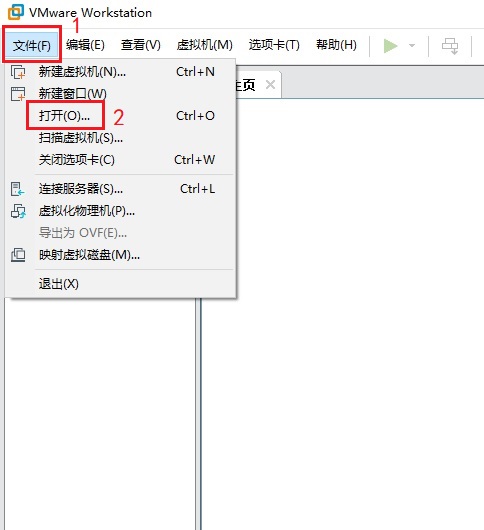 VMware Workstation
1
文件(F) 编辑(E) 查看(V) 虚拟机(M) 选项卡(T) 帮助(H)
新建虚拟机(N)... Ctrl+N
新建窗口(W)
主页
打开(O)... Ctrl+O
2
扫描虚拟机(S)...
关闭选项卡(C) Ctrl+W
连接服务器(S)... Ctrl+L
虚拟化物理机(P)...
导出为 OVF(E)...
映射虚拟磁盘(M)...
退出(X)